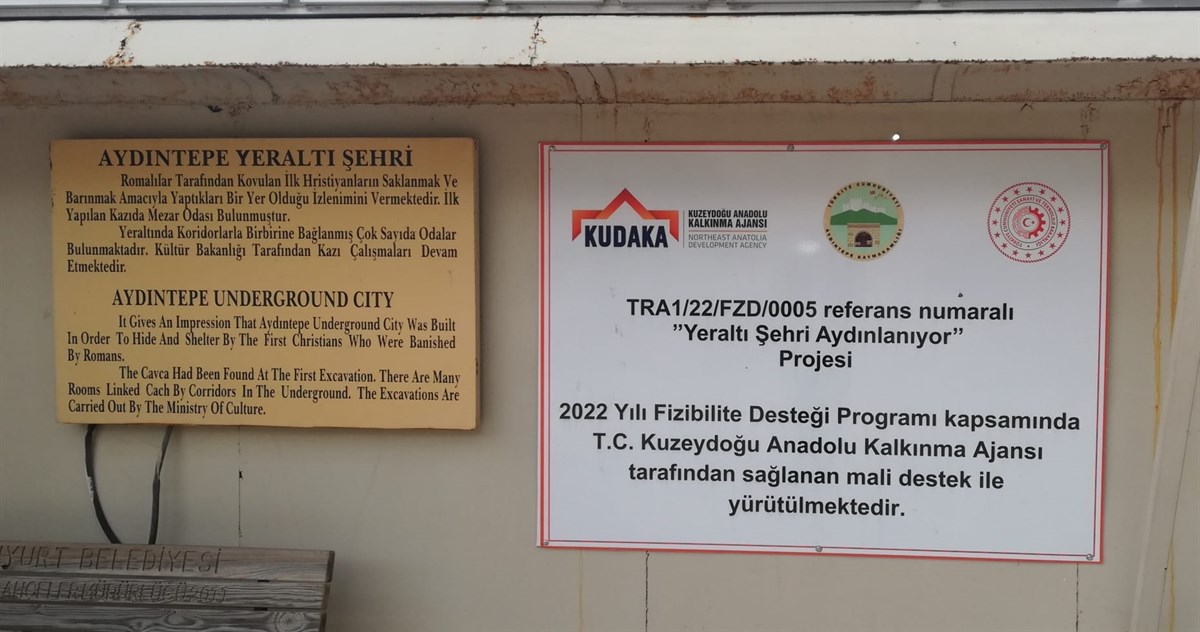 AYDINTEPE YERALTI ŞEHRİ
Romalılar Tarafından Kovulan İlk Hristiyanların Saklanmak Ve
Barınmak Amacıyla Yaptıkları Bir Yer Olduğu İzlenimini Vermektedir. İlk
Yapılan Kazıda Mezar Odası Bulunmuştur.
Yeraltında Koridorlarla Birbirine Bağlanmış Çok Sayıda Odalar
Bulunmaktadır. Kültür Bakanlığı Tarafından Kazı Çalışmaları Devam
Etmektedir.
AYDINTEPE UNDERGROUND CITY
It Gives An Impression That Aydıntepe Underground City Was Built
In Order To Hide And Shelter By The First Christians Who Were Banished
By Romans.
The Cavca Had Been Found At The First Excavation. There Are Many
Rooms Linked Cach By Corridors In The Underground. The Excavations Are
Carried Out By The Ministry Of Culture.
KUDAKA
KUZEYDOĞU ANADOLU
KALKINMA AJANSI
NORTHEAST ANATOLIA
DEVELOPMENT AGENCY
TRA1/22/FZD/0005 referans numaralı
”Yeraltı Şehri Aydınlanıyor”
Projesi
2022 Yılı Fizibilite Desteği Programı kapsamında
T.C. Kuzeydoğu Anadolu Kalkınma Ajansı
tarafından sağlanan mali destek ile
yürütülmektedir.
YURT BELEDİYESİ